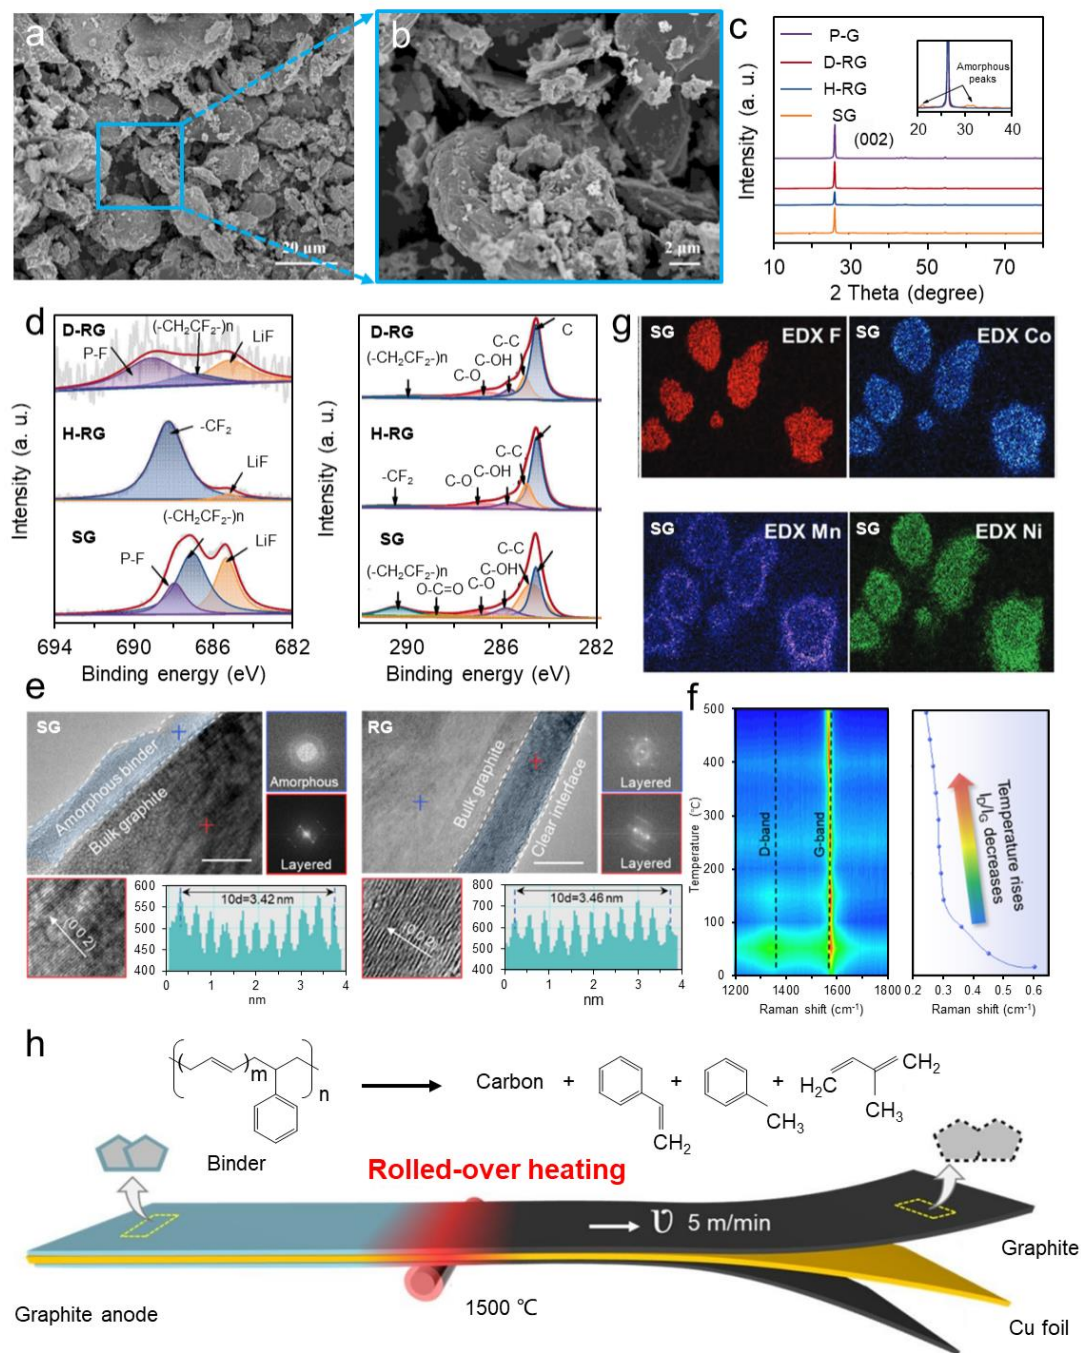 a
20 μm
b
2 μm
c
P-G
D-RG
H-RG
SG
(002)
Amorphous
peaks
20 30 40
Intensity (a. u.)
10 30 50 70
2 Theta (degree)
d
D-RG
(-CH2CF2-)n
P-F
LiF
H-RG
-CF2
LiF
SG
(-CH2CF2-)n
P-F
LiF
Intensity (a. u.)
694 690 686 682
Binding energy (eV)
D-RG
C
C-C
(-CH2CF2-)n
C-OH
C-O
H-RG
C-C
-CF2
C-OH
C-O
SG
C-C
(-CH2CF2-)n
C-OH
O-C=O
C-O
Intensity (a. u.)
290 286 282
Binding energy (eV)
g
SG EDX F
SG EDX Co
SG EDX Mn
SG EDX Ni
e
SG
Amorphous binder
Bulk graphite
Amorphous
Layered
(002)
600
550
500
450
400
10d=3.42 nm
0 1 2 3 4
nm
RG
Bulk graphite
Clear interface
Layered
Layered
(002)
800
700
600
500
400
10d=3.46 nm
0 1 2 3 4
nm
f
500
400
300
200
100
0
Temperature (℃)
D-band
G-band
1200 1400 1600 1800
Raman shift (cm-1)
Temperature rises
ID/IG decreases
0.2 0.3 0.4 0.5 0.6
Raman shift (cm-1)
h
m
n
Binder
Carbon + + +
CH2
CH3
H2C
CH2
CH3
Rolled-over heating
υ 5 m/min
1500 ℃
Graphite anode
Graphite
Cu foil